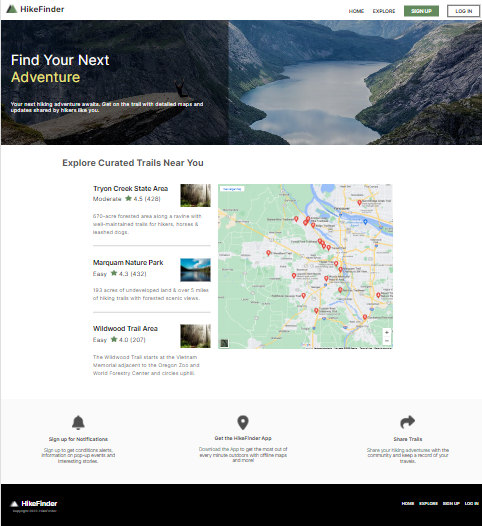 HikeFinder
HOME EXPLORE SIGN UP LOG IN
Find Your Next
Adventure
Your next hiking adventure awaits. Get on the trail with detailed maps and
updates shared by hikers like you.
Explore Curated Trails Near You
Tryon Creek State Area
Moderate 4.5 (428)
670-acre forested area along a ravine with
well-maintained trails for hikers, horses &
leashed dogs.
Marquam Nature Park
Easy 4.3 (432)
193 acres of undeveloped land & over 5 miles
of hiking trails with forested scenic views.
Wildwood Trail Area
Easy 4.0 (207)
The Wildwood Trail starts at the Vietnam
Memorial adjacent to the Oregon Zoo and
World Forestry Center and circles uphill.
Sign up for Notifications
Sign up to get conditions alerts,
information on pop-up events and
interesting stories.
Get the HikeFinder App
Download the App to get the most out of
every minute outdoors with offline maps
and more!
Share Trails
Share your hiking adventures with the
community and keep a record of your
travels.
HikeFinder
HOME EXPLORE SIGN UP LOG IN